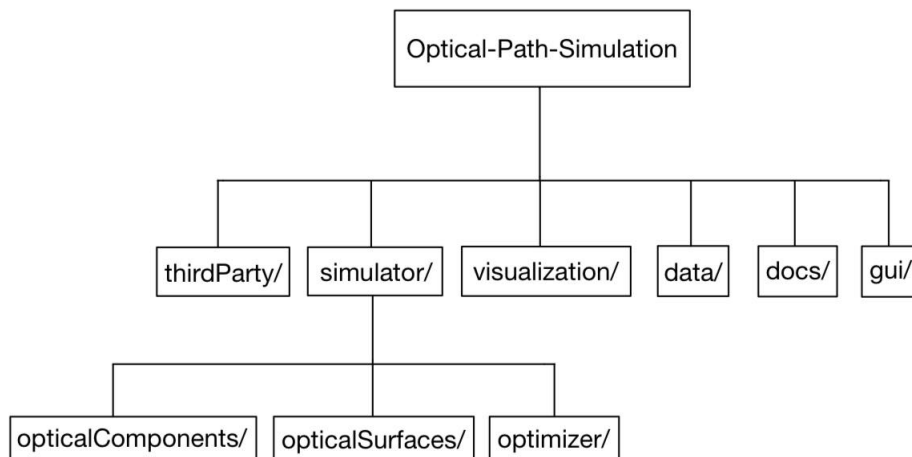 Optical-Path-Simulation
thirdParty/
simulator/
visualization/
data/
docs/
gui/
opticalComponents/
opticalSurfaces/
optimizer/